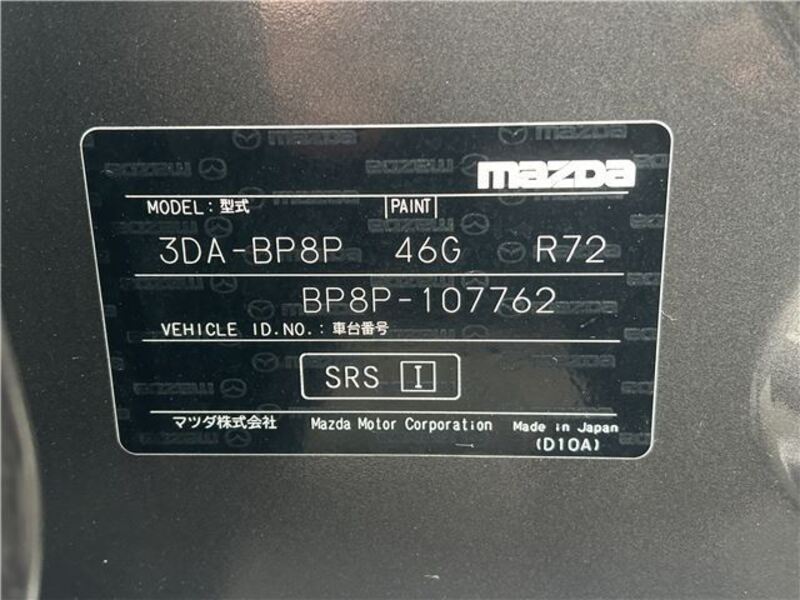 mazda
MODEL: 型式 PAINT
3DA-BP8P 46G R72
BP8P-107762
VEHICLE ID.NO.: 車台番号
SRS I
マツダ株式会社 Mazda Motor Corporation Made in Japan
(D10A)